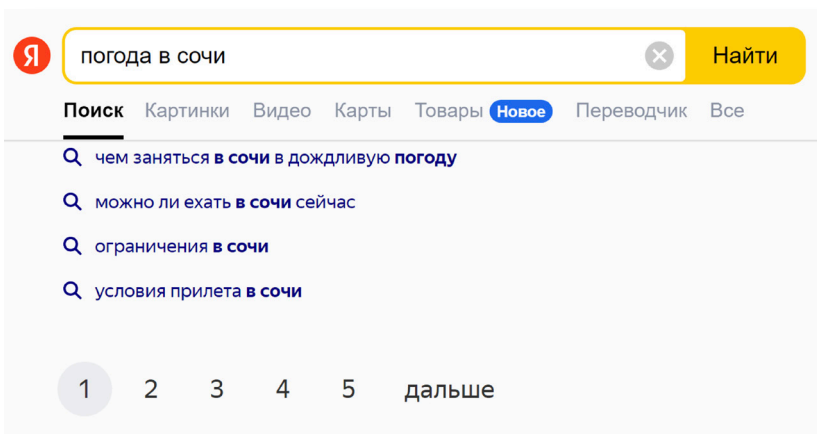 Я погода в сочи Найти
Поиск Картинки Видео Карты Товары Новое Переводчик Все
чем заняться в сочи в дождливую погоду
можно ли ехать в сочи сейчас
ограничения в сочи
условия прилета в сочи
1 2 3 4 5 дальше